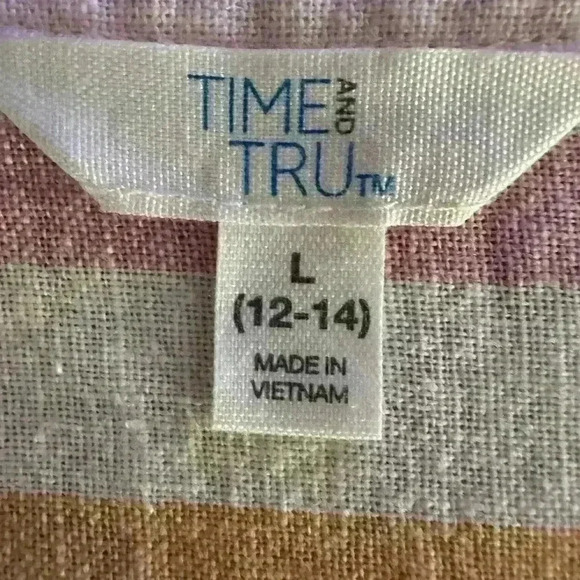 TIME AND
TRU™
L
(12-14)
MADE IN
VIETNAM